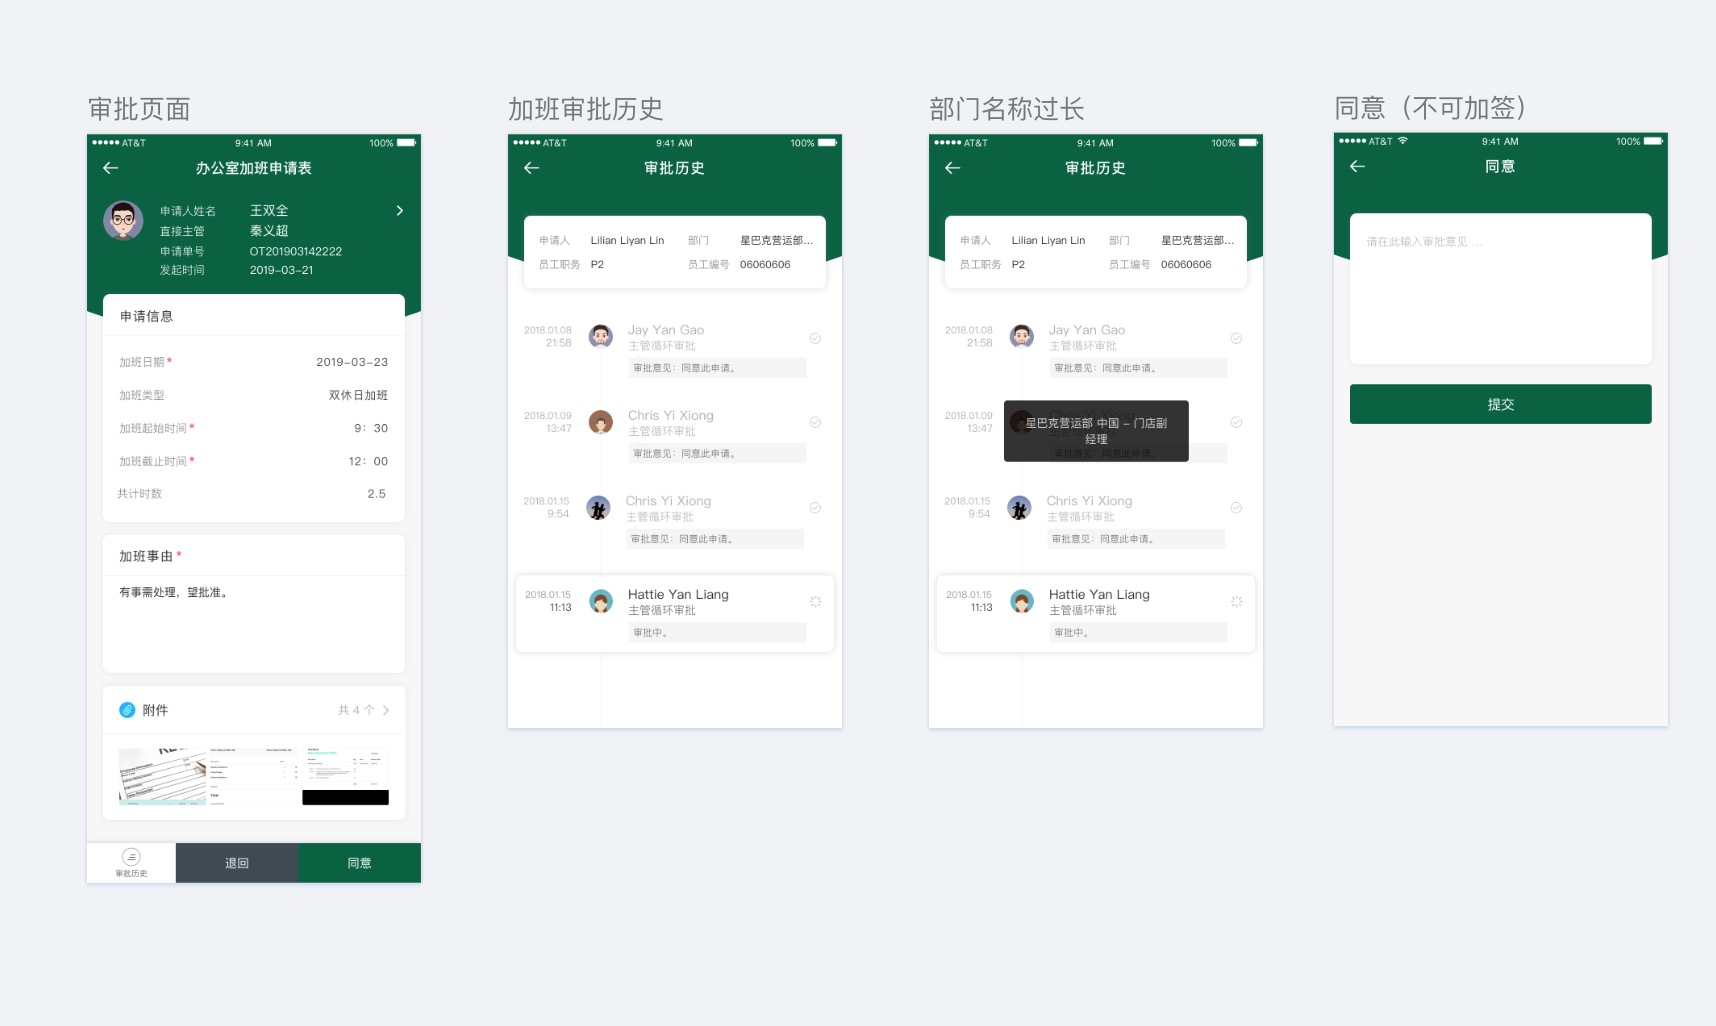 审批页面
●●●●● AT&T 9:41 AM 100%
办公室加班申请表
申请人姓名 王双全
直接主管 秦义超
申请单号 OT201903142222
发起时间 2019-03-21
申请信息
加班日期* 2019-03-23
加班类型 双休日加班
加班起始时间* 9：30
加班截止时间* 12：00
共计时数 2.5
加班事由*
有事需处理，望批准。
附件 共 4 个
审批历史 退回 同意
加班审批历史
●●●●● AT&T 9:41 AM 100%
审批历史
申请人 Lilian Liyan Lin 部门 星巴克营运部...
员工职务 P2 员工编号 06060606
2018.01.08 Jay Yan Gao
21:58 主管循环审批
审批意见：同意此申请。
2018.01.09 Chris Yi Xiong
13:47 主管循环审批
审批意见：同意此申请。
2018.01.15 Chris Yi Xiong
9:54 主管循环审批
审批意见：同意此申请。
2018.01.15 Hattie Yan Liang
11:13 主管循环审批
审批中。
部门名称过长
●●●●● AT&T 9:41 AM 100%
审批历史
申请人 Lilian Liyan Lin 部门 星巴克营运部...
员工职务 P2 员工编号 06060606
2018.01.08 Jay Yan Gao
21:58 主管循环审批
审批意见：同意此申请。
2018.01.09 Chris Yi Xiong
13:47
星巴克营运部 中国 – 门店副
经理
审批意见：同意此申请。
2018.01.15 Chris Yi Xiong
9:54 主管循环审批
审批意见：同意此申请。
2018.01.15 Hattie Yan Liang
11:13 主管循环审批
审批中。
同意（不可加签）
●●●●● AT&T 9:41 AM 100%
同意
请在此输入审批意见 ...
提交